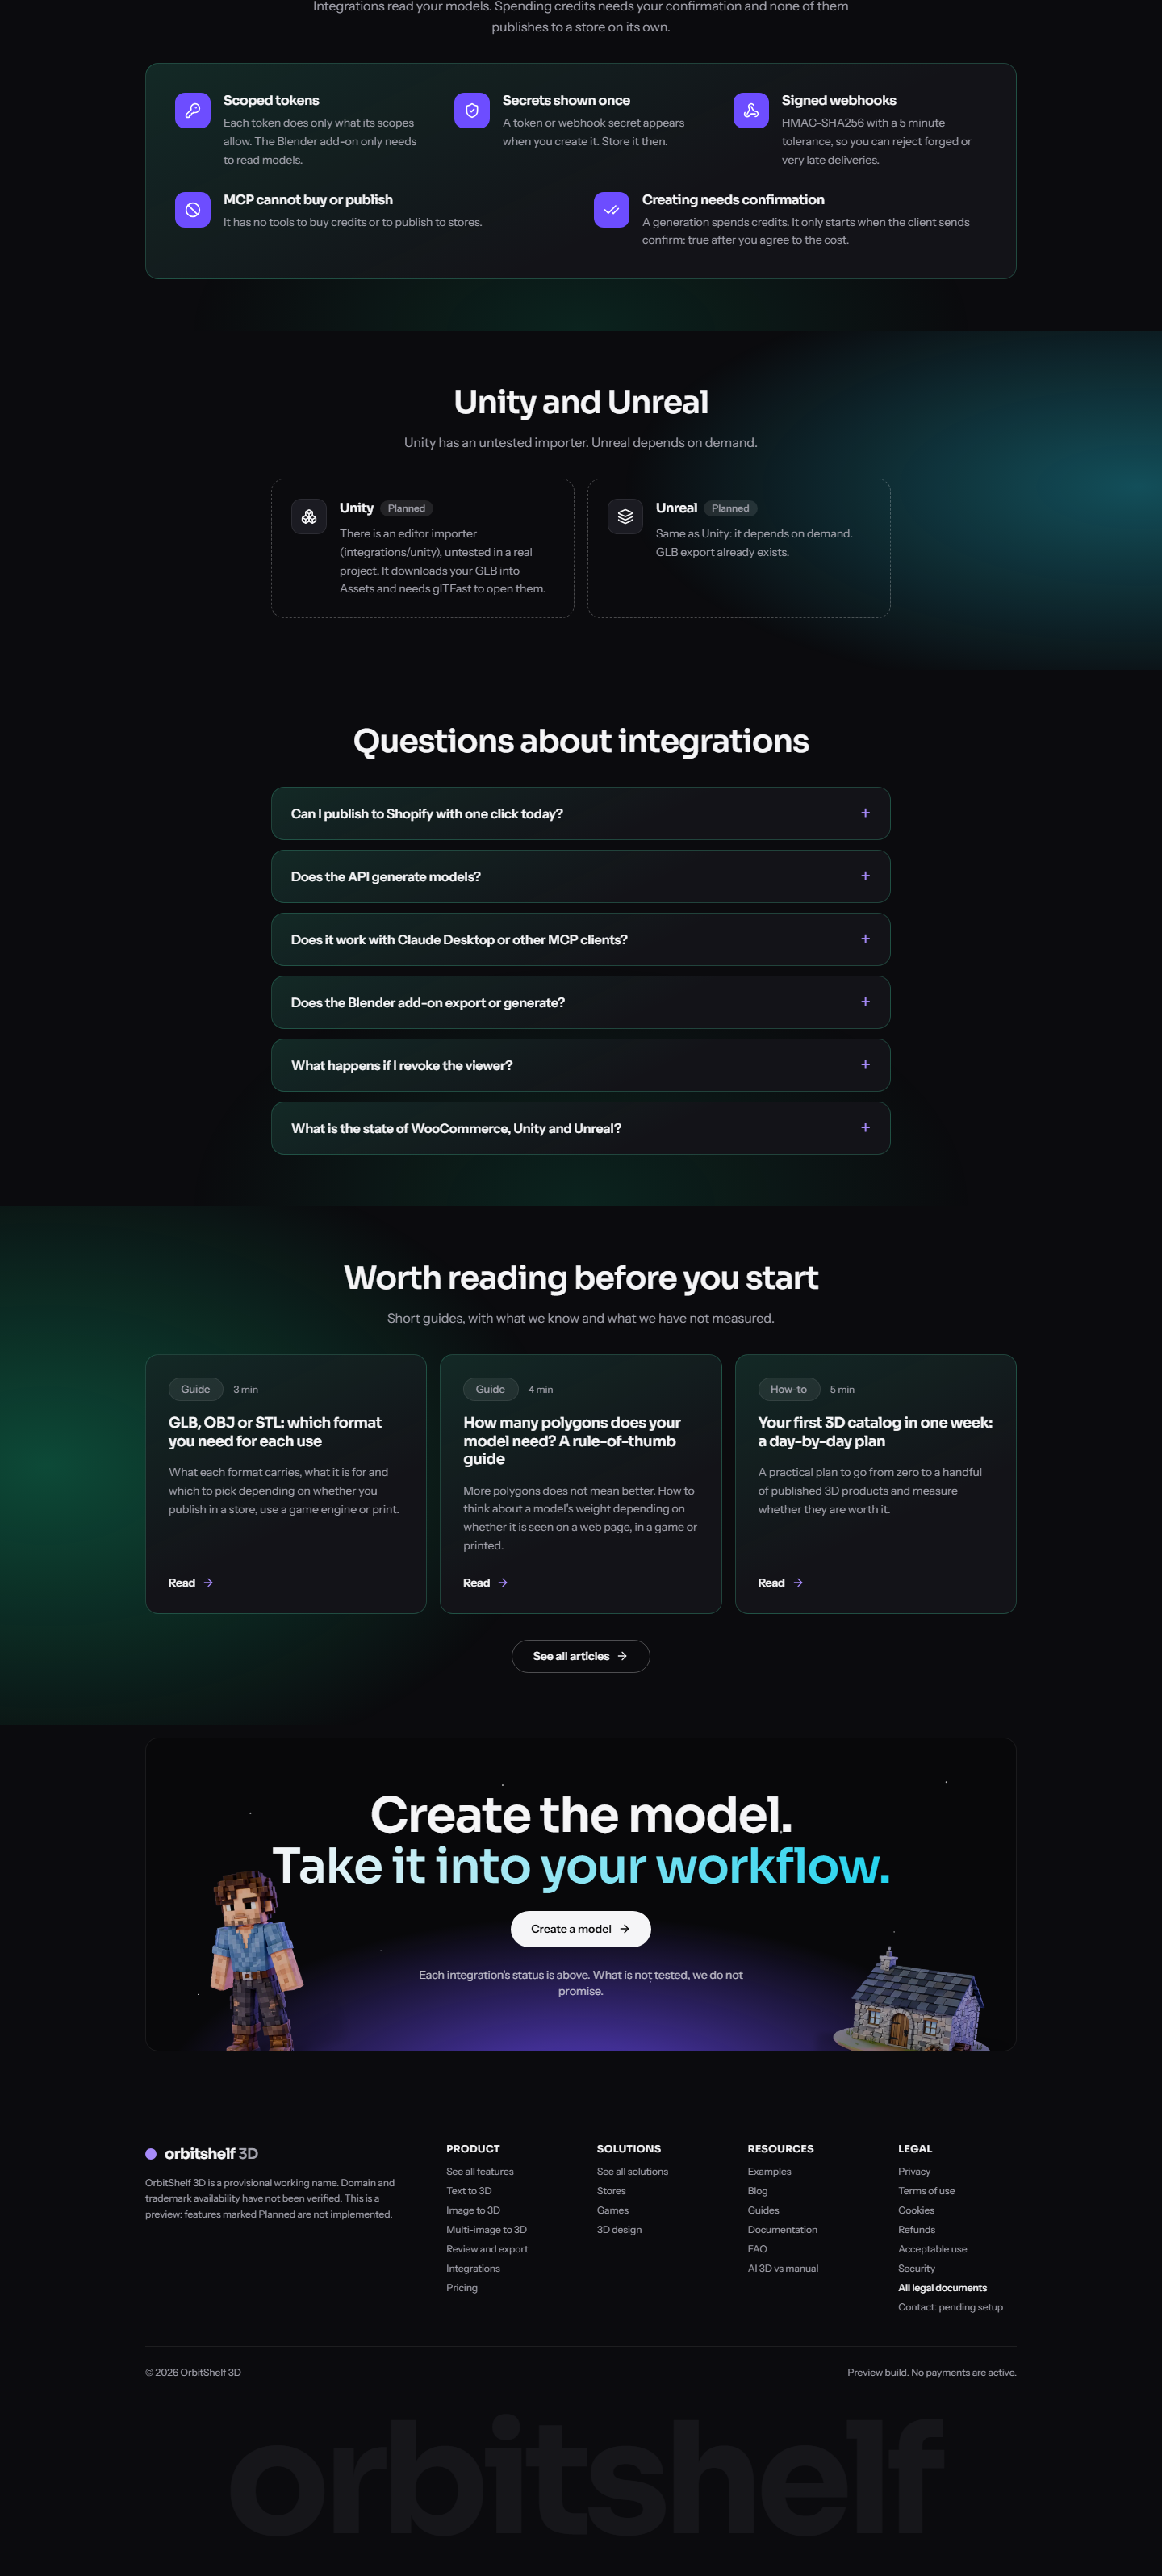 Integrations read your models. Spending credits needs your confirmation and none of them
publishes to a store on its own.
Scoped tokens
Each token does only what its scopes
allow. The Blender add-on only needs
to read models.
Secrets shown once
A token or webhook secret appears
when you create it. Store it then.
Signed webhooks
HMAC-SHA256 with a 5 minute
tolerance, so you can reject forged or
very late deliveries.
MCP cannot buy or publish
It has no tools to buy credits or to publish to stores.
Creating needs confirmation
A generation spends credits. It only starts when the client sends
confirm: true after you agree to the cost.
Unity and Unreal
Unity has an untested importer. Unreal depends on demand.
Unity Planned
There is an editor importer
(integrations/unity), untested in a real
project. It downloads your GLB into
Assets and needs glTFast to open them.
Unreal Planned
Same as Unity: it depends on demand.
GLB export already exists.
Questions about integrations
Can I publish to Shopify with one click today? +
Does the API generate models? +
Does it work with Claude Desktop or other MCP clients? +
Does the Blender add-on export or generate? +
What happens if I revoke the viewer? +
What is the state of WooCommerce, Unity and Unreal? +
Worth reading before you start
Short guides, with what we know and what we have not measured.
Guide 3 min
GLB, OBJ or STL: which format
you need for each use
What each format carries, what it is for and
which to pick depending on whether you
publish in a store, use a game engine or print.
Read →
Guide 4 min
How many polygons does your
model need? A rule-of-thumb
guide
More polygons does not mean better. How to
think about a model's weight depending on
whether it is seen on a web page, in a game or
printed.
Read →
How-to 5 min
Your first 3D catalog in one week:
a day-by-day plan
A practical plan to go from zero to a handful
of published 3D products and measure
whether they are worth it.
Read →
See all articles →
Create the model.
Take it into your workflow.
Create a model →
Each integration's status is above. What is not tested, we do not
promise.
orbitshelf 3D
OrbitShelf 3D is a provisional working name. Domain and
trademark availability have not been verified. This is a
preview: features marked Planned are not implemented.
PRODUCT
See all features
Text to 3D
Image to 3D
Multi-image to 3D
Review and export
Integrations
Pricing
SOLUTIONS
See all solutions
Stores
Games
3D design
RESOURCES
Examples
Blog
Guides
Documentation
FAQ
AI 3D vs manual
LEGAL
Privacy
Terms of use
Cookies
Refunds
Acceptable use
Security
All legal documents
Contact: pending setup
© 2026 OrbitShelf 3D
Preview build. No payments are active.
orbitshelf